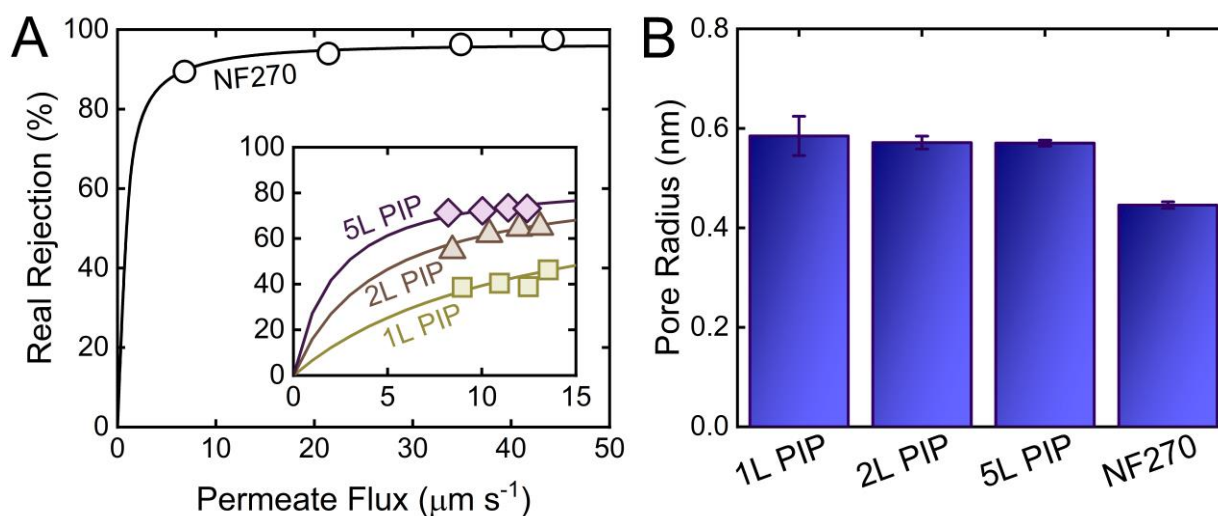 A
100
80
60
40
20
0
Real Rejection (%)
NF270
100
80
60
40
20
0
5L PIP
2L PIP
1L PIP
0 5 10 15
0 10 20 30 40 50
Permeate Flux (μm s⁻¹)
B
0.8
0.6
0.4
0.2
0.0
Pore Radius (nm)
1L PIP 2L PIP 5L PIP NF270